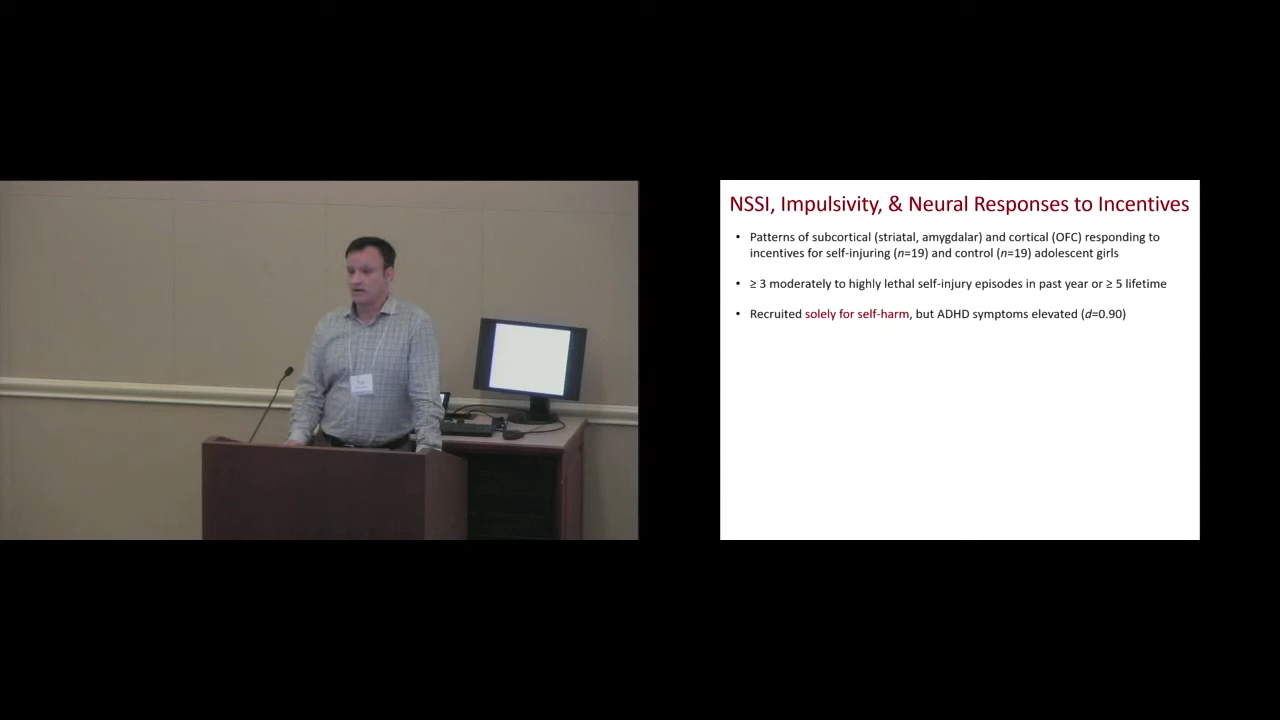 NSSI, Impulsivity, & Neural Responses to Incentives
• Patterns of subcortical (striatal, amygdalar) and cortical (OFC) responding to
incentives for self-injuring (n=19) and control (n=19) adolescent girls
• ≥ 3 moderately to highly lethal self-injury episodes in past year or ≥ 5 lifetime
• Recruited solely for self-harm, but ADHD symptoms elevated (d=0.90)